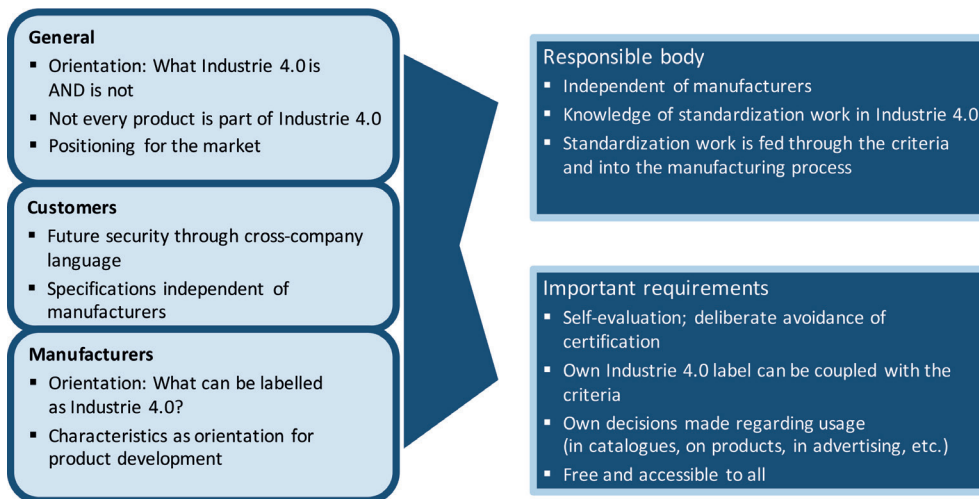 General
▪ Orientation: What Industrie 4.0 is
AND is not
▪ Not every product is part of Industrie 4.0
▪ Positioning for the market
Customers
▪ Future security through cross-company
language
▪ Specifications independent of
manufacturers
Manufacturers
▪ Orientation: What can be labelled
as Industrie 4.0?
▪ Characteristics as orientation for
product development
Responsible body
▪ Independent of manufacturers
▪ Knowledge of standardization work in Industrie 4.0
▪ Standardization work is fed through the criteria
and into the manufacturing process
Important requirements
▪ Self-evaluation; deliberate avoidance of
certification
▪ Own Industrie 4.0 label can be coupled with the
criteria
▪ Own decisions made regarding usage
(in catalogues, on products, in advertising, etc.)
▪ Free and accessible to all